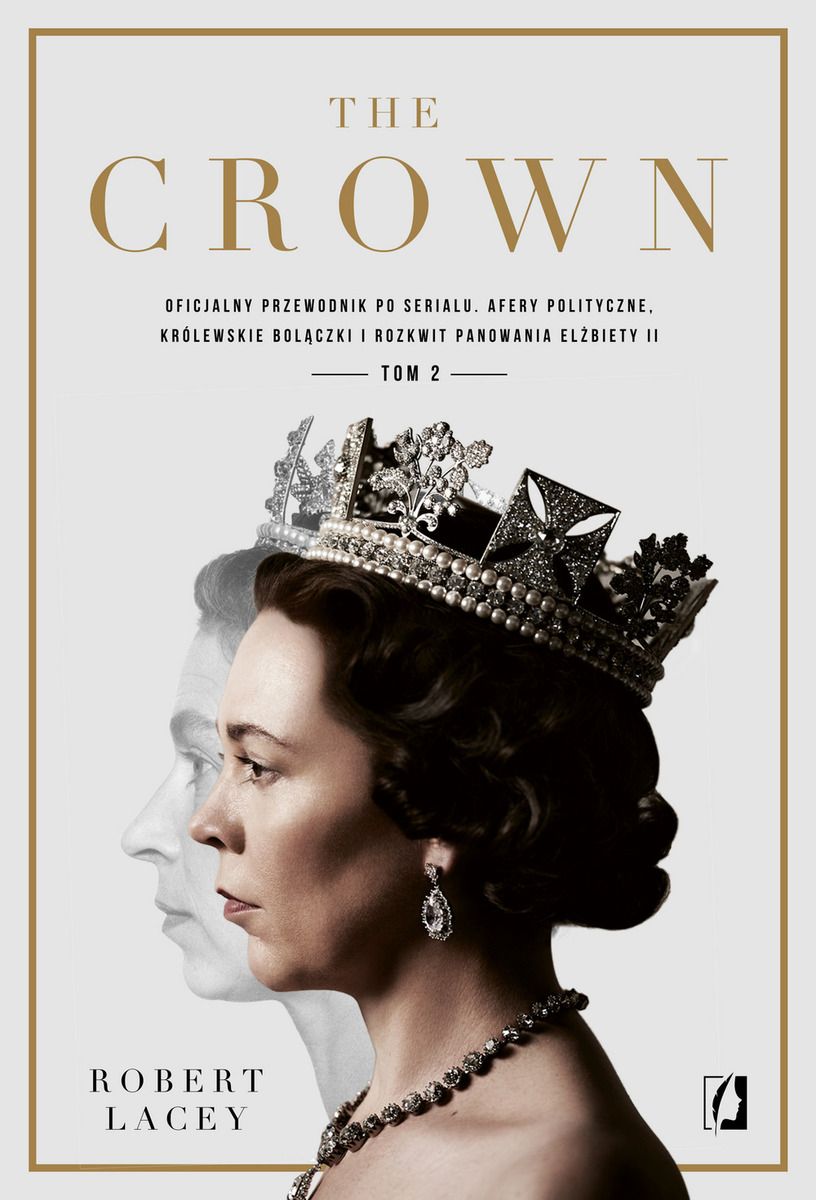 THE
CROWN
OFICJALNY PRZEWODNIK PO SERIALU. AFERY POLITYCZNE,
KRÓLEWSKIE BOLĄCZKI I ROZKWIT PANOWANIA ELŻBIETY II
TOM 2
ROBERT
LACEY